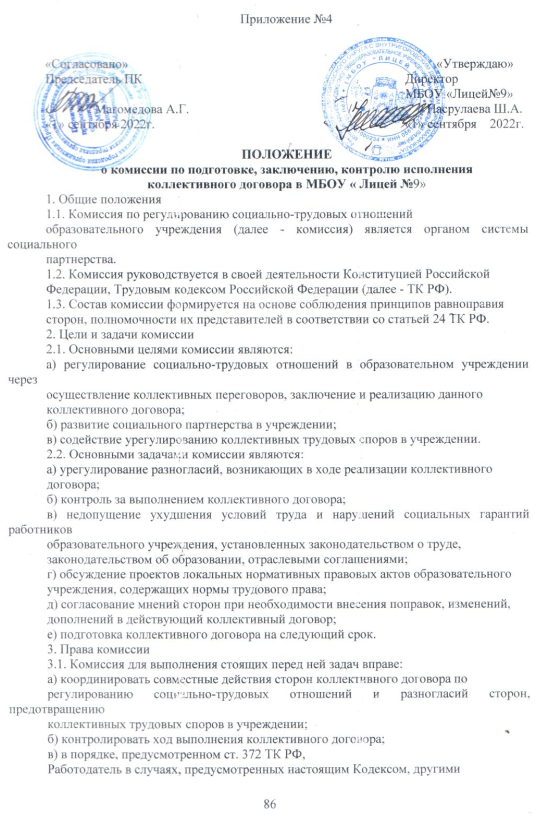 Приложение №4
«Согласовано» «Утверждаю»
Председатель ПК Директор
МБОУ «Лицей№9»
Магомедова А.Г. Насрулаева Ш.А.
«1» сентября 2022г. «1» сентября 2022г.
ПОЛОЖЕНИЕ
о комиссии по подготовке, заключению, контролю исполнения
коллективного договора в МБОУ « Лицей №9»
1. Общие положения
1.1. Комиссия по регулированию социально-трудовых отношений
образовательного учреждения (далее - комиссия) является органом системы
социального
партнерства.
1.2. Комиссия руководствуется в своей деятельности Конституцией Российской
Федерации, Трудовым кодексом Российской Федерации (далее - ТК РФ).
1.3. Состав комиссии формируется на основе соблюдения принципов равноправия
сторон, полномочности их представителей в соответствии со статьей 24 ТК РФ.
2. Цели и задачи комиссии
2.1. Основными целями комиссии являются:
а) регулирование социально-трудовых отношений в образовательном учреждении
через
осуществление коллективных переговоров, заключение и реализацию данного
коллективного договора;
б) развитие социального партнерства в учреждении;
в) содействие урегулированию коллективных трудовых споров в учреждении.
2.2. Основными задачами комиссии являются:
а) урегулирование разногласий, возникающих в ходе реализации коллективного
договора;
б) контроль за выполнением коллективного договора;
в) недопущение ухудшения условий труда и нарушений социальных гарантий
работников
образовательного учреждения, установленных законодательством о труде,
законодательством об образовании, отраслевыми соглашениями;
г) обсуждение проектов локальных нормативных правовых актов образовательного
учреждения, содержащих нормы трудового права;
д) согласование мнений сторон при необходимости внесения поправок, изменений,
дополнений в действующий коллективный договор;
е) подготовка коллективного договора на следующий срок.
3. Права комиссии
3.1. Комиссия для выполнения стоящих перед ней задач вправе:
а) координировать совместные действия сторон коллективного договора по
регулированию социально-трудовых отношений и разногласий сторон,
предотвращению
коллективных трудовых споров в учреждении;
б) контролировать ход выполнения коллективного договора;
в) в порядке, предусмотренном ст. 372 ТК РФ,
Работодатель в случаях, предусмотренных настоящим Кодексом, другими
86